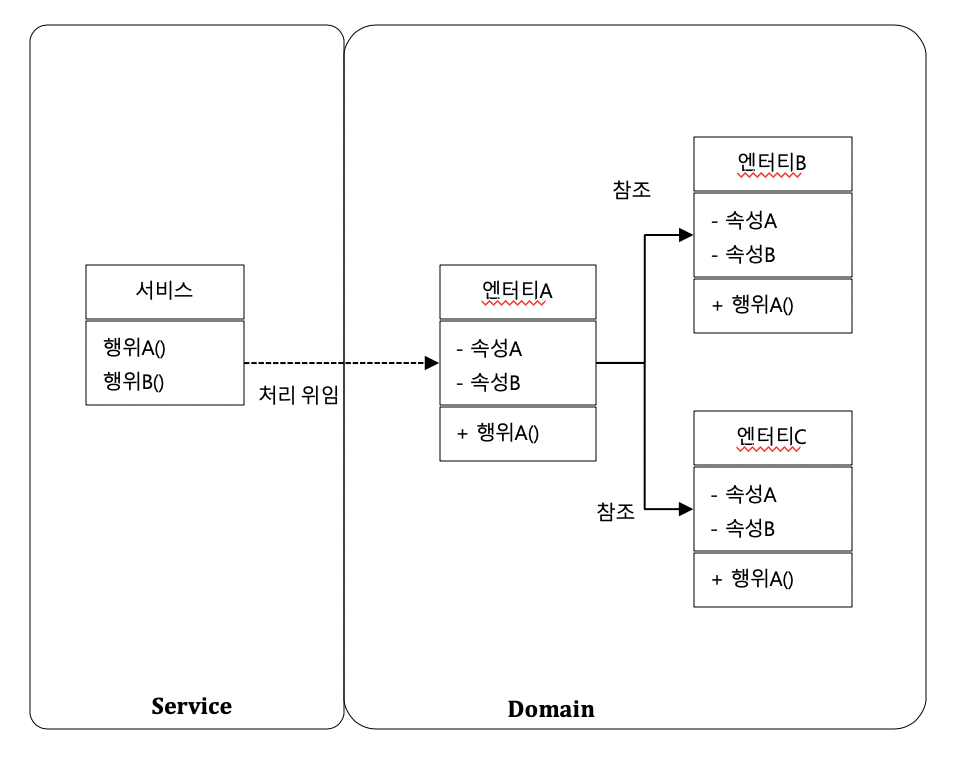 서비스
행위A()
행위B()
처리 위임
엔터티A
- 속성A
- 속성B
+ 행위A()
참조
엔터티B
- 속성A
- 속성B
+ 행위A()
참조
엔터티C
- 속성A
- 속성B
+ 행위A()
Service
Domain